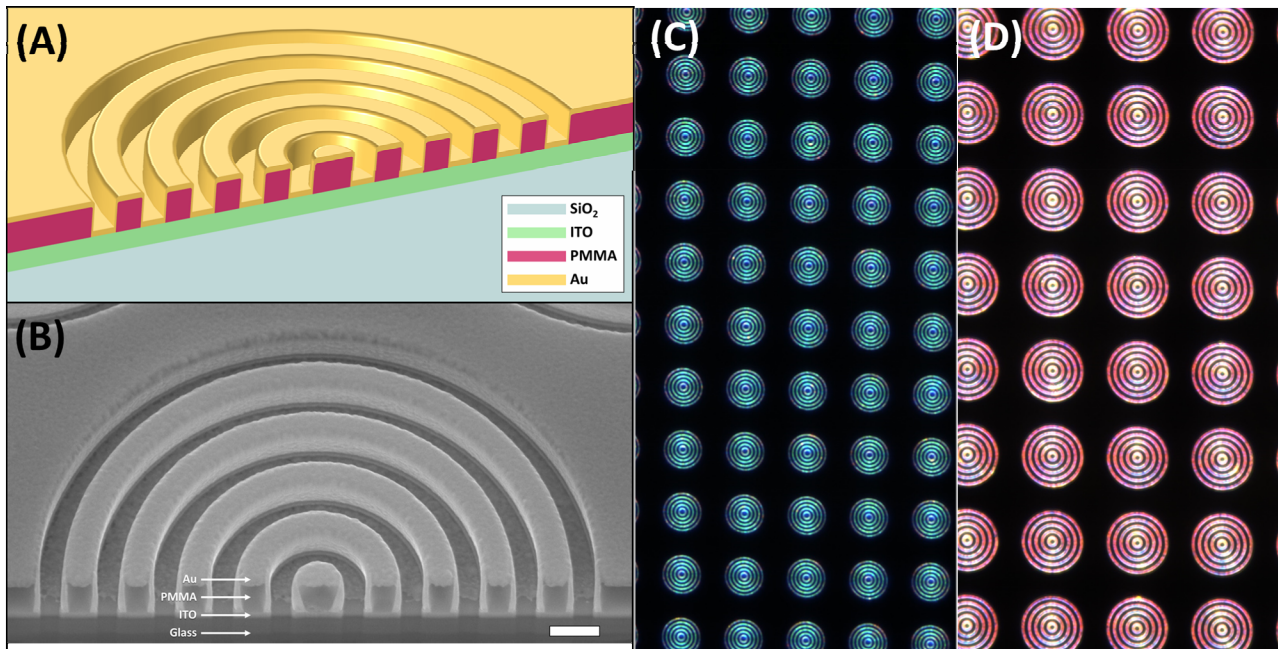 (A)
SiO₂
ITO
PMMA
Au
(B)
Au
PMMA
ITO
Glass
(C)
(D)